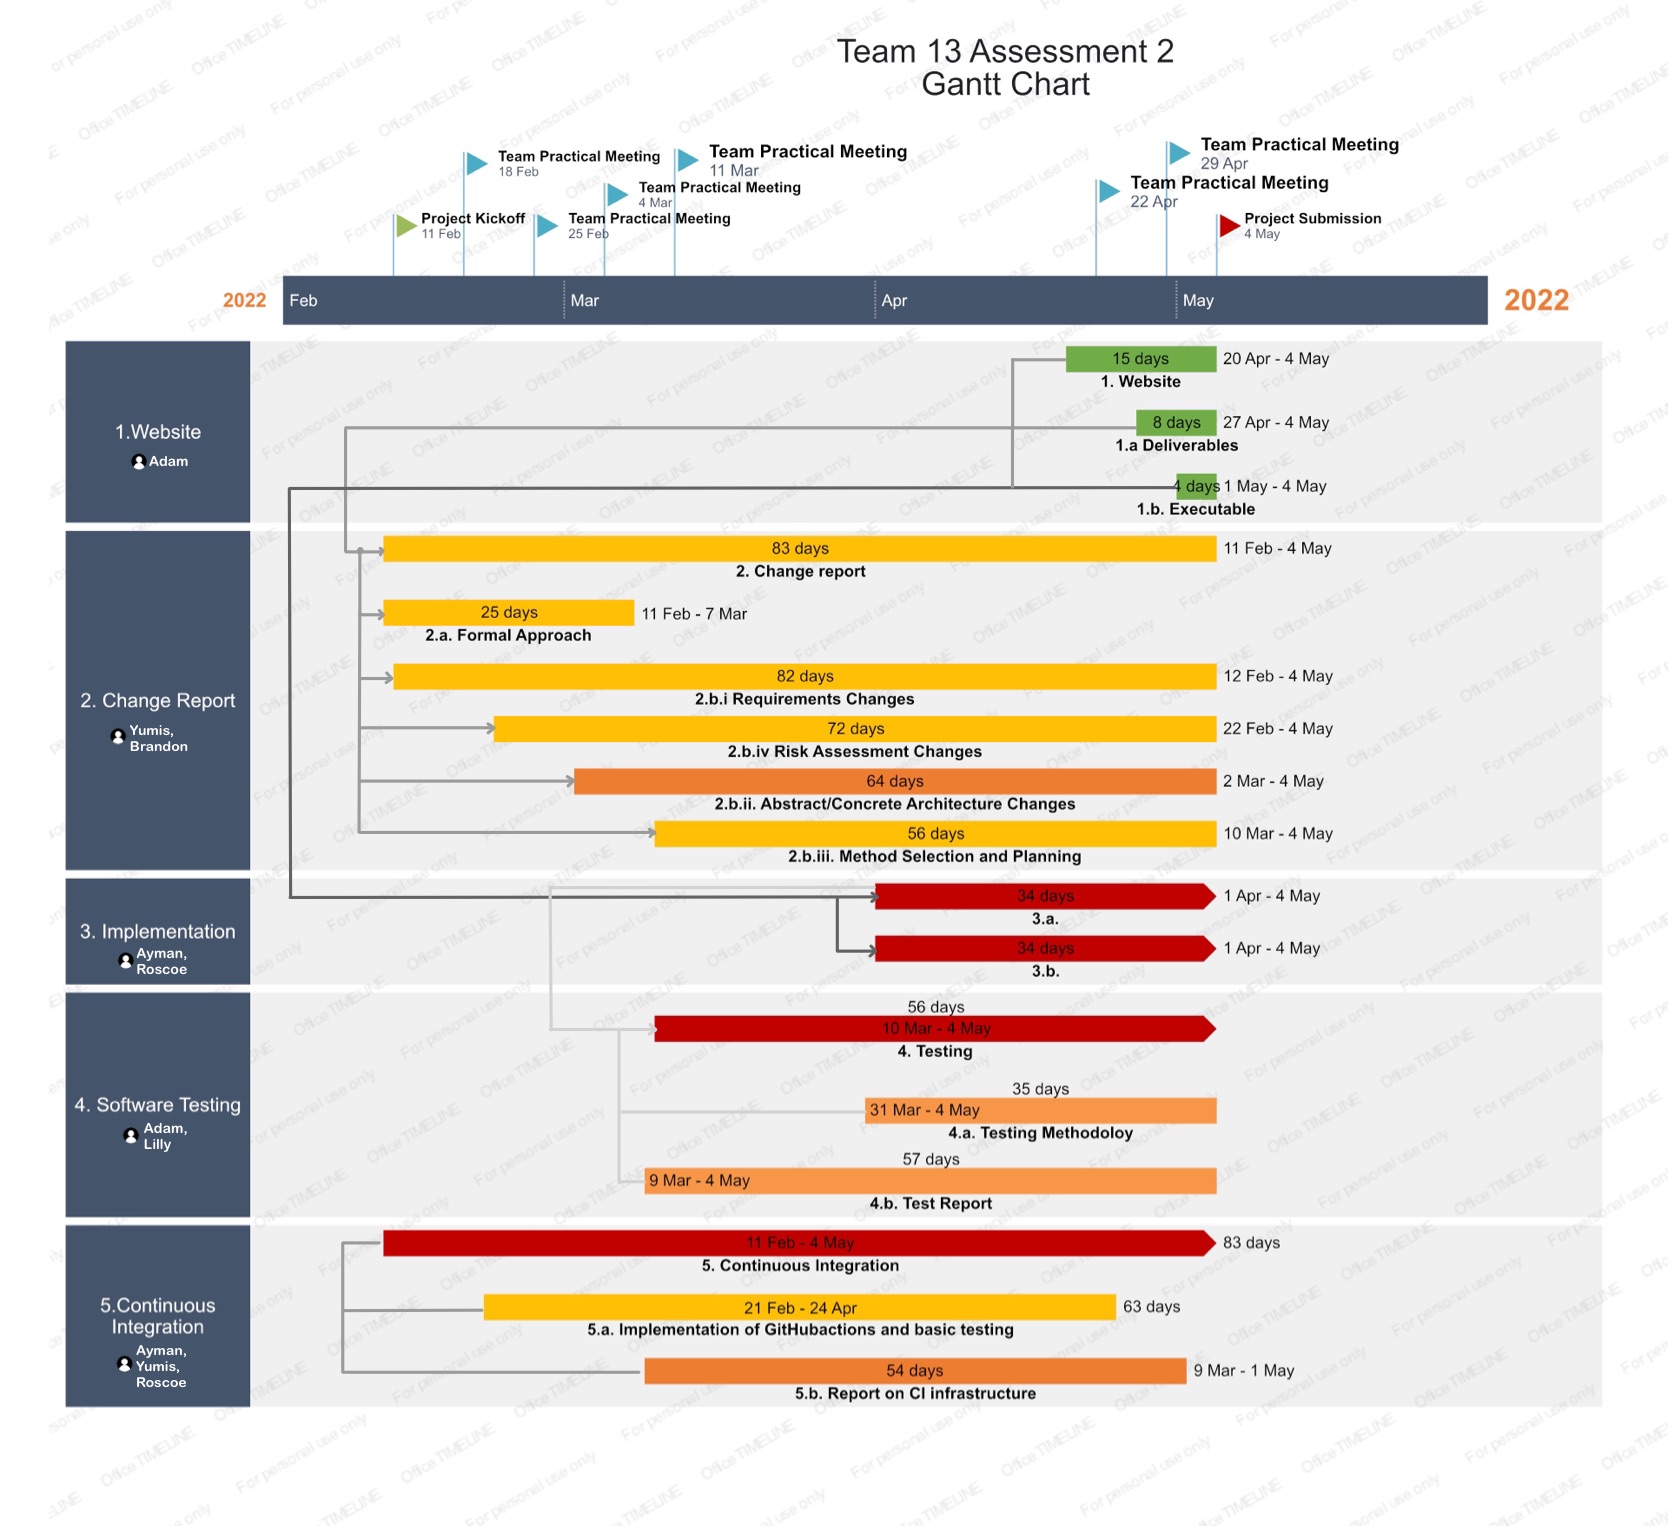 Team 13 Assessment 2
Gantt Chart
Team Practical Meeting
29 Apr
Team Practical Meeting
11 Mar
Team Practical Meeting
18 Feb
Team Practical Meeting
22 Apr
Team Practical Meeting
4 Mar
Project Kickoff
11 Feb
Team Practical Meeting
25 Feb
Project Submission
4 May
2022
Feb
Mar
Apr
May
2022
1.Website
Adam
15 days
20 Apr - 4 May
1. Website
8 days
27 Apr - 4 May
1.a Deliverables
4 days
1 May - 4 May
1.b. Executable
2. Change Report
Yumis,
Brandon
83 days
11 Feb - 4 May
2. Change report
25 days
11 Feb - 7 Mar
2.a. Formal Approach
82 days
12 Feb - 4 May
2.b.i Requirements Changes
72 days
22 Feb - 4 May
2.b.iv Risk Assessment Changes
64 days
2 Mar - 4 May
2.b.ii. Abstract/Concrete Architecture Changes
56 days
10 Mar - 4 May
2.b.iii. Method Selection and Planning
3. Implementation
Ayman,
Roscoe
34 days
1 Apr - 4 May
3.a.
34 days
1 Apr - 4 May
3.b.
4. Software Testing
Adam,
Lilly
56 days
10 Mar - 4 May
4. Testing
35 days
31 Mar - 4 May
4.a. Testing Methodoloy
57 days
9 Mar - 4 May
4.b. Test Report
5.Continuous
Integration
Ayman,
Yumis,
Roscoe
11 Feb - 4 May
83 days
5. Continuous Integration
21 Feb - 24 Apr
63 days
5.a. Implementation of GitHubactions and basic testing
54 days
9 Mar - 1 May
5.b. Report on CI infrastructure
Office TIMELINE
For personal use only